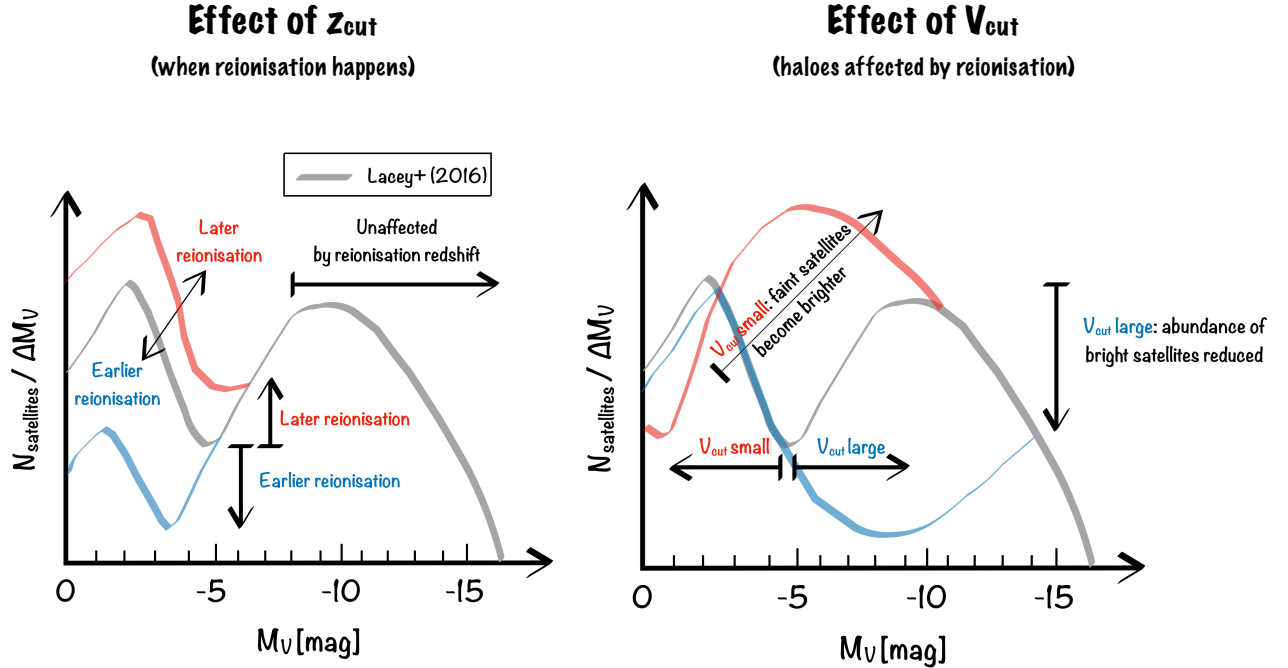 Effect of zcut
(when reionisation happens)
Lacey+ (2016)
Later
reionisation
Unaffected
by reionisation redshift
Earlier
reionisation
Later reionisation
Earlier reionisation
Nsatellites / ΔMV
0
-5
-10
-15
MV [mag]
Effect of Vcut
(haloes affected by reionisation)
Vcut small: faint satellites
become brighter
Vcut large: abundance of
bright satellites reduced
Vcut small
Vcut large
Nsatellites / ΔMV
0
-5
-10
-15
MV [mag]